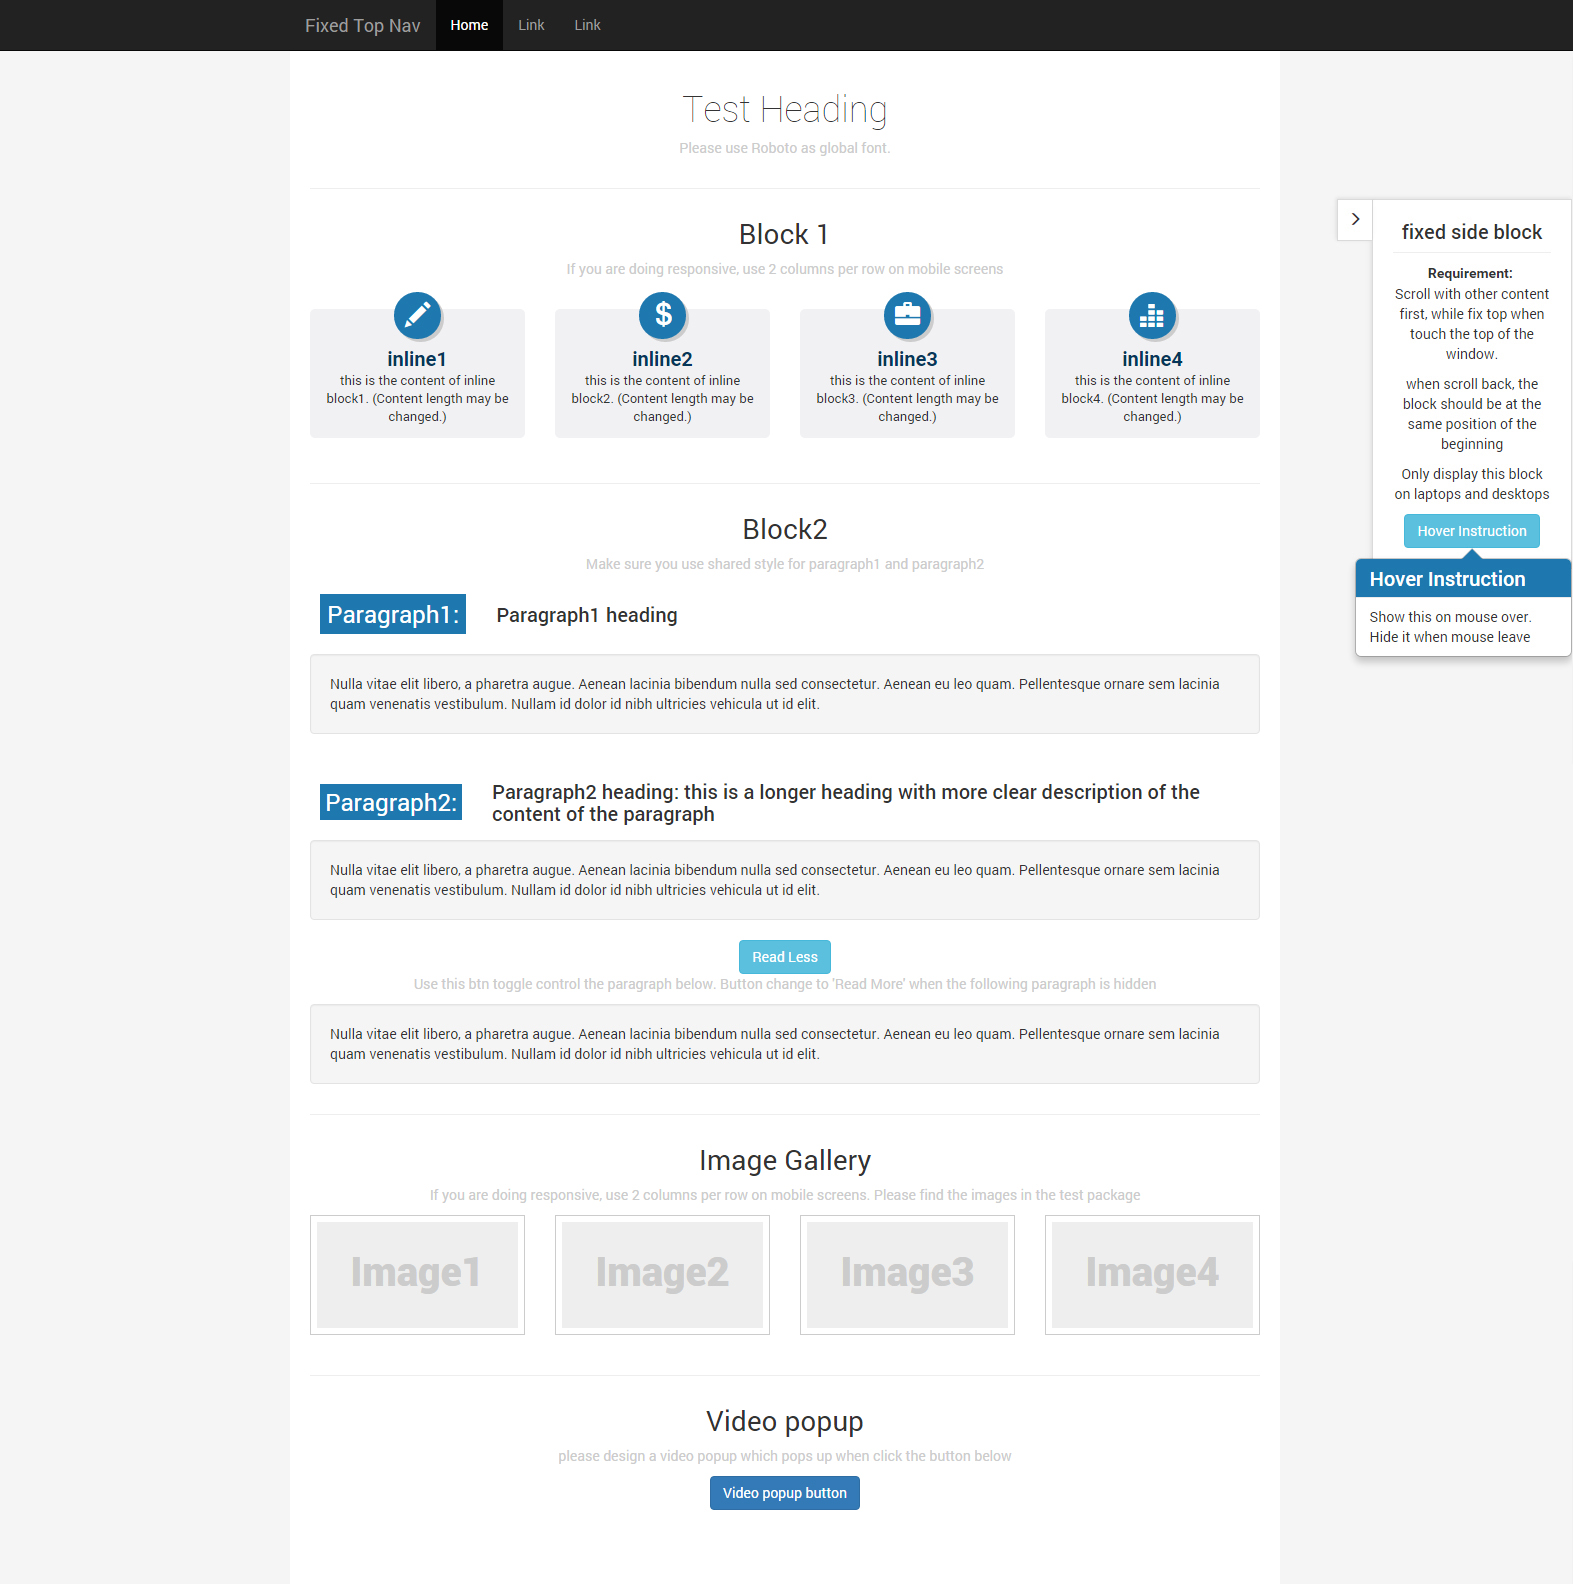 Fixed Top Nav Home Link Link
Test Heading
Please use Roboto as global font.
Block 1
If you are doing responsive, use 2 columns per row on mobile screens
inline1
this is the content of inline
block1. (Content length may be
changed.)
inline2
this is the content of inline
block2. (Content length may be
changed.)
inline3
this is the content of inline
block3. (Content length may be
changed.)
inline4
this is the content of inline
block4. (Content length may be
changed.)
Block2
Make sure you use shared style for paragraph1 and paragraph2
Paragraph1: Paragraph1 heading
Nulla vitae elit libero, a pharetra augue. Aenean lacinia bibendum nulla sed consectetur. Aenean eu leo quam. Pellentesque ornare sem lacinia
quam venenatis vestibulum. Nullam id dolor id nibh ultricies vehicula ut id elit.
Paragraph2: Paragraph2 heading: this is a longer heading with more clear description of the
content of the paragraph
Nulla vitae elit libero, a pharetra augue. Aenean lacinia bibendum nulla sed consectetur. Aenean eu leo quam. Pellentesque ornare sem lacinia
quam venenatis vestibulum. Nullam id dolor id nibh ultricies vehicula ut id elit.
Read Less
Use this btn toggle control the paragraph below. Button change to 'Read More' when the following paragraph is hidden
Nulla vitae elit libero, a pharetra augue. Aenean lacinia bibendum nulla sed consectetur. Aenean eu leo quam. Pellentesque ornare sem lacinia
quam venenatis vestibulum. Nullam id dolor id nibh ultricies vehicula ut id elit.
Image Gallery
If you are doing responsive, use 2 columns per row on mobile screens. Please find the images in the test package
Image1 Image2 Image3 Image4
Video popup
please design a video popup which pops up when click the button below
Video popup button
fixed side block
Requirement:
Scroll with other content
first, while fix top when
touch the top of the
window.
when scroll back, the
block should be at the
same position of the
beginning
Only display this block
on laptops and desktops
Hover Instruction
Hover Instruction
Show this on mouse over.
Hide it when mouse leave